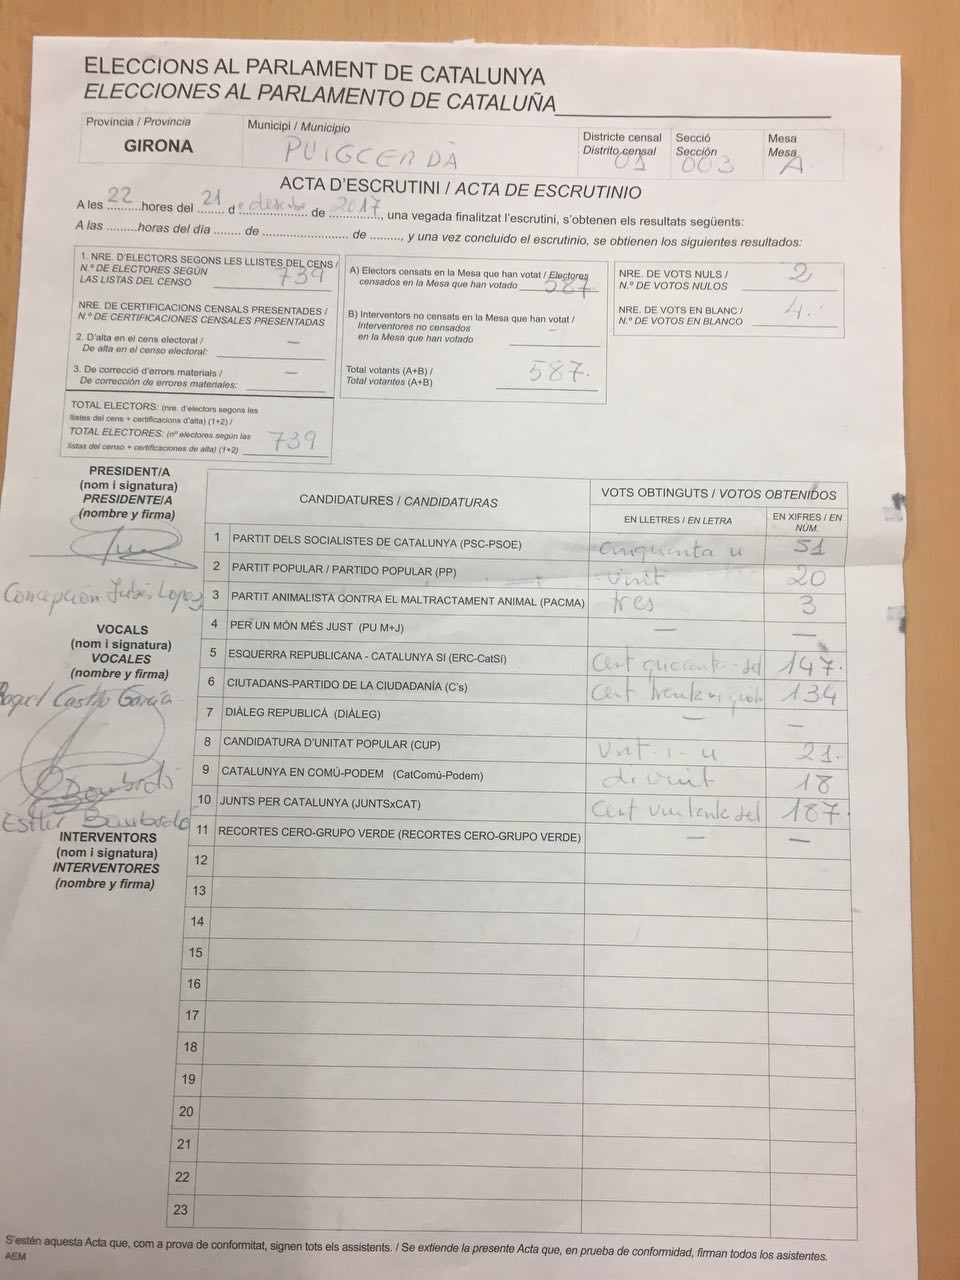 ELECCIONS AL PARLAMENT DE CATALUNYA
ELECCIONES AL PARLAMENTO DE CATALUÑA
Província / Provincia
GIRONA
Municipi / Municipio
PUIGCERDÀ
Districte censal
Distrito censal
01
Secció
Sección
003
Mesa
Mesa
A.
ACTA D'ESCRUTINI / ACTA DE ESCRUTINIO
A les 22 hores del 21 de desembre de 2017, una vegada finalitzat l'escrutini, s'obtenen els resultats següents:
A las .........horas del día ........ de .......................... de ........., y una vez concluido el escrutinio, se obtienen los siguientes resultados:
1. NRE. D'ELECTORS SEGONS LES LLISTES DEL CENS /
N.º DE ELECTORES SEGÚN
LAS LISTAS DEL CENSO 739
NRE. DE CERTIFICACIONS CENSALS PRESENTADES /
N.º DE CERTIFICACIONES CENSALES PRESENTADAS
2. D'alta en el cens electoral / —
De alta en el censo electoral:
3. De correcció d'errors materials / —
De corrección de errores materiales:
TOTAL ELECTORS: (nre. d'electors segons les
llistes del cens + certificacions d'alta) (1+2) /
TOTAL ELECTORES: (nº electores según las
listas del censo + certificaciones de alta) (1+2) 739
A) Electors censats en la Mesa que han votat / Electores
censados en la Mesa que han votado 587.
B) Interventors no censats en la Mesa que han votat /
Interventores no censados –
en la Mesa que han votado
Total votants (A+B) /
Total votantes (A+B) 587.
NRE. DE VOTS NULS / 2
N.º DE VOTOS NULOS
NRE. DE VOTS EN BLANC / 4.
N.º DE VOTOS EN BLANCO
PRESIDENT/A
(nom i signatura)
PRESIDENTE/A
(nombre y firma)
Concepción Lopez
VOCALS
(nom i signatura)
VOCALES
(nombre y firma)
Raquel Castro García.
Esther
INTERVENTORS
(nom i signatura)
INTERVENTORES
(nombre y firma)
CANDIDATURES / CANDIDATURAS
VOTS OBTINGUTS / VOTOS OBTENIDOS
EN LLETRES / EN LETRA
EN XIFRES / EN
NÚM.
1 PARTIT DELS SOCIALISTES DE CATALUNYA (PSC-PSOE) cinquanta u 51
2 PARTIT POPULAR / PARTIDO POPULAR (PP) vint 20
3 PARTIT ANIMALISTA CONTRA EL MALTRACTAMENT ANIMAL (PACMA) tres 3
4 PER UN MÓN MÉS JUST (PU M+J) — —
5 ESQUERRA REPUBLICANA - CATALUNYA SI (ERC-CatSí) Cent 147.
6 CIUTADANS-PARTIDO DE LA CIUDADANÍA (C's) Cent 134
7 DIÀLEG REPUBLICÀ (DIÀLEG) — —
8 CANDIDATURA D'UNITAT POPULAR (CUP) Vint-i-u 21.
9 CATALUNYA EN COMÚ-PODEM (CatComú-Podem) divuit 18
10 JUNTS PER CATALUNYA (JUNTSxCAT) Cent 187.
11 RECORTES CERO-GRUPO VERDE (RECORTES CERO-GRUPO VERDE) — —
12
13
14
15
16
17
18
19
20
21
22
23
S'estén aquesta Acta que, com a prova de conformitat, signen tots els assistents. / Se extiende la presente Acta que, en prueba de conformidad, firman todos los asistentes.
AEM